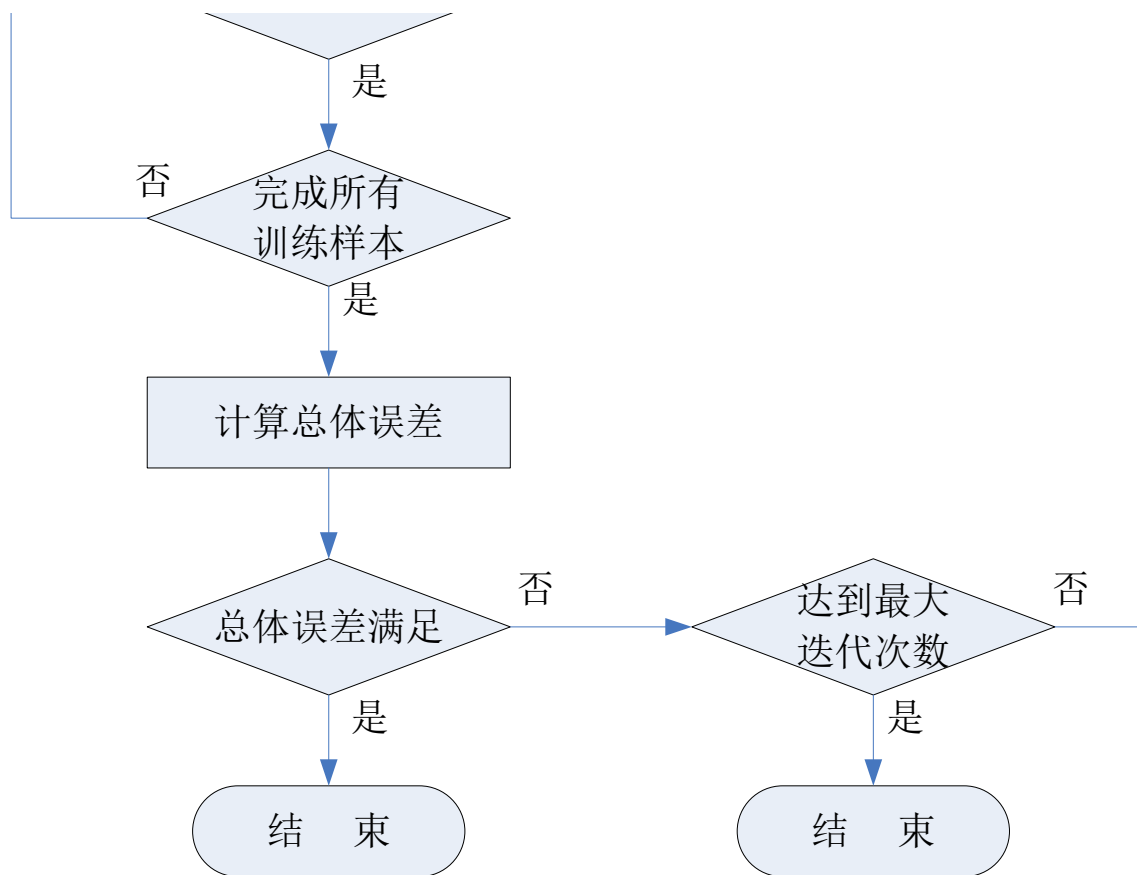 是
否
完成所有
训练样本
是
计算总体误差
总体误差满足
否
达到最大
迭代次数
否
是
是
结 束
结 束